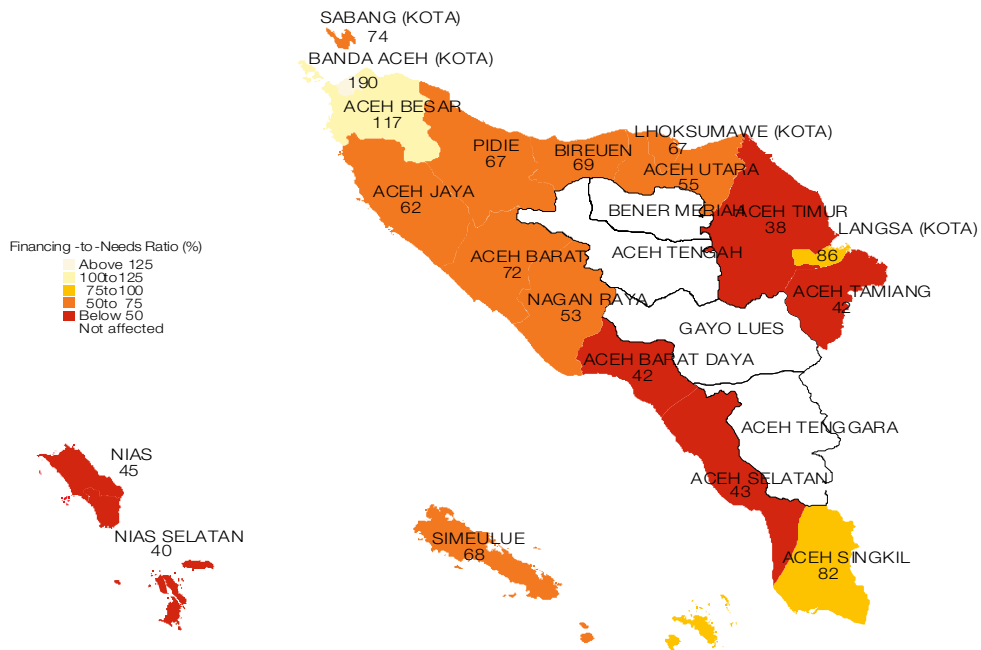 SABANG (KOTA)
74
BANDA ACEH (KOTA)
190
ACEH BESAR
117
LHOKSUMAWE (KOTA)
67
PIDIE
67
BIREUEN
69
ACEH UTARA
55
ACEH JAYA
62
BENER MERIAH
ACEH TIMUR
38
LANGSA (KOTA)
86
ACEH TENGAH
ACEH BARAT
72
ACEH TAMIANG
42
NAGAN RAYA
53
GAYO LUES
ACEH BARAT DAYA
42
ACEH TENGGARA
ACEH SELATAN
43
ACEH SINGKIL
82
SIMEULUE
68
NIAS
45
NIAS SELATAN
40
Financing -to -Needs Ratio (%)
Above 125
100to125
75to100
50to 75
Below 50
Not affected